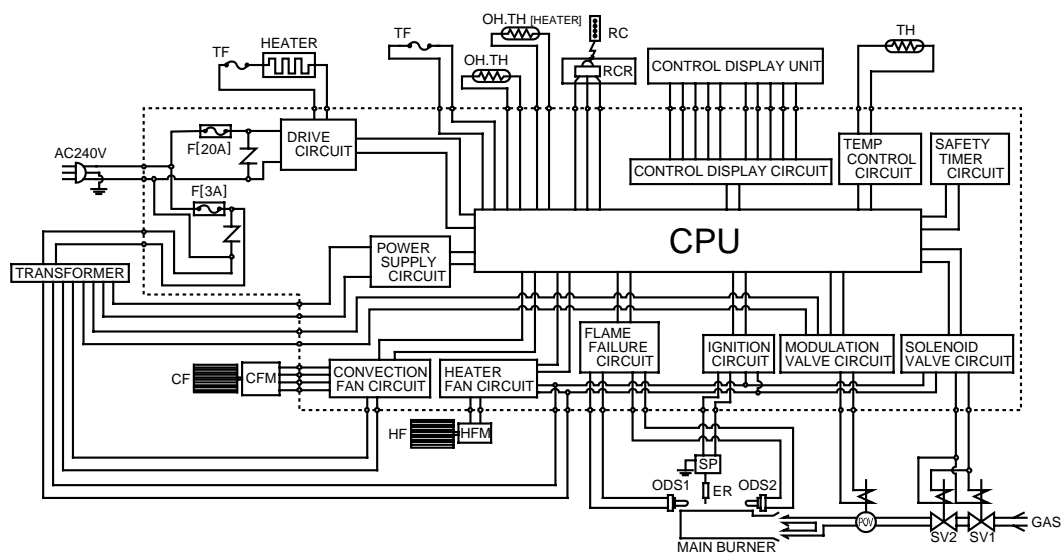 OH.TH [HEATER]
RC
TF
HEATER
TF
TH
OH.TH
RCR
CONTROL DISPLAY UNIT
AC240V
F[20A]
DRIVE
CIRCUIT
TEMP
CONTROL
CIRCUIT
SAFETY
TIMER
CIRCUIT
CONTROL DISPLAY CIRCUIT
F[3A]
CPU
POWER
SUPPLY
CIRCUIT
TRANSFORMER
FLAME
FAILURE
CIRCUIT
IGNITION
CIRCUIT
MODULATION
VALVE CIRCUIT
SOLENOID
VALVE CIRCUIT
CF
CFM
CONVECTION
FAN CIRCUIT
HEATER
FAN CIRCUIT
HF
HFM
SP
ODS1
ER
ODS2
POV
SV2
SV1
GAS
MAIN BURNER